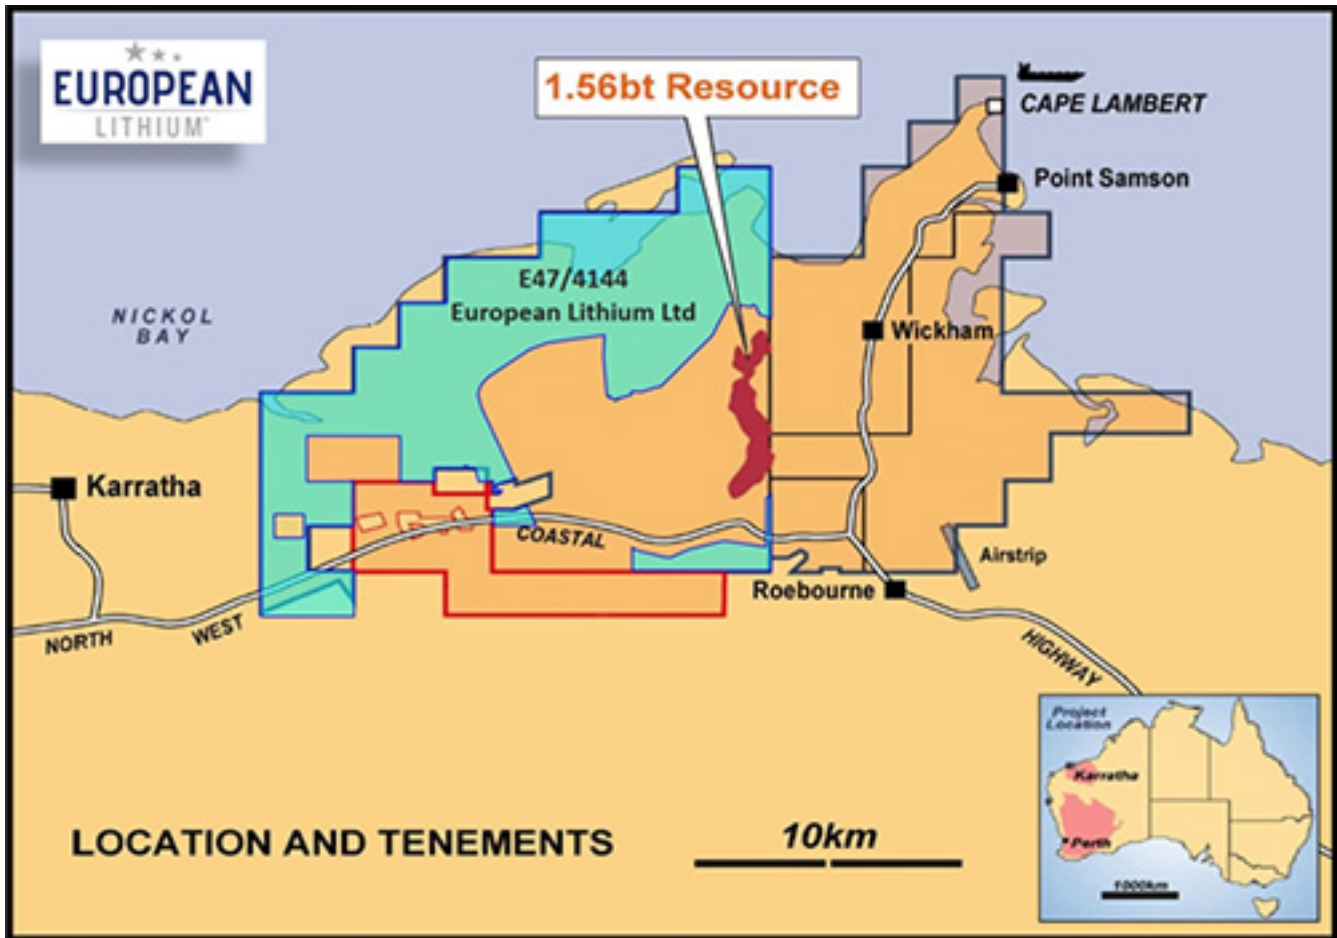 EUROPEAN
LITHIUM
1.56bt Resource
CAPE LAMBERT
Point Samson
E47/4144
European Lithium Ltd
NICKOL
BAY
Wickham
Karratha
COASTAL
Airstrip
Roebourne
NORTH WEST
HIGHWAY
Project
Location
Karratha
Perth
1000km
LOCATION AND TENEMENTS
10km